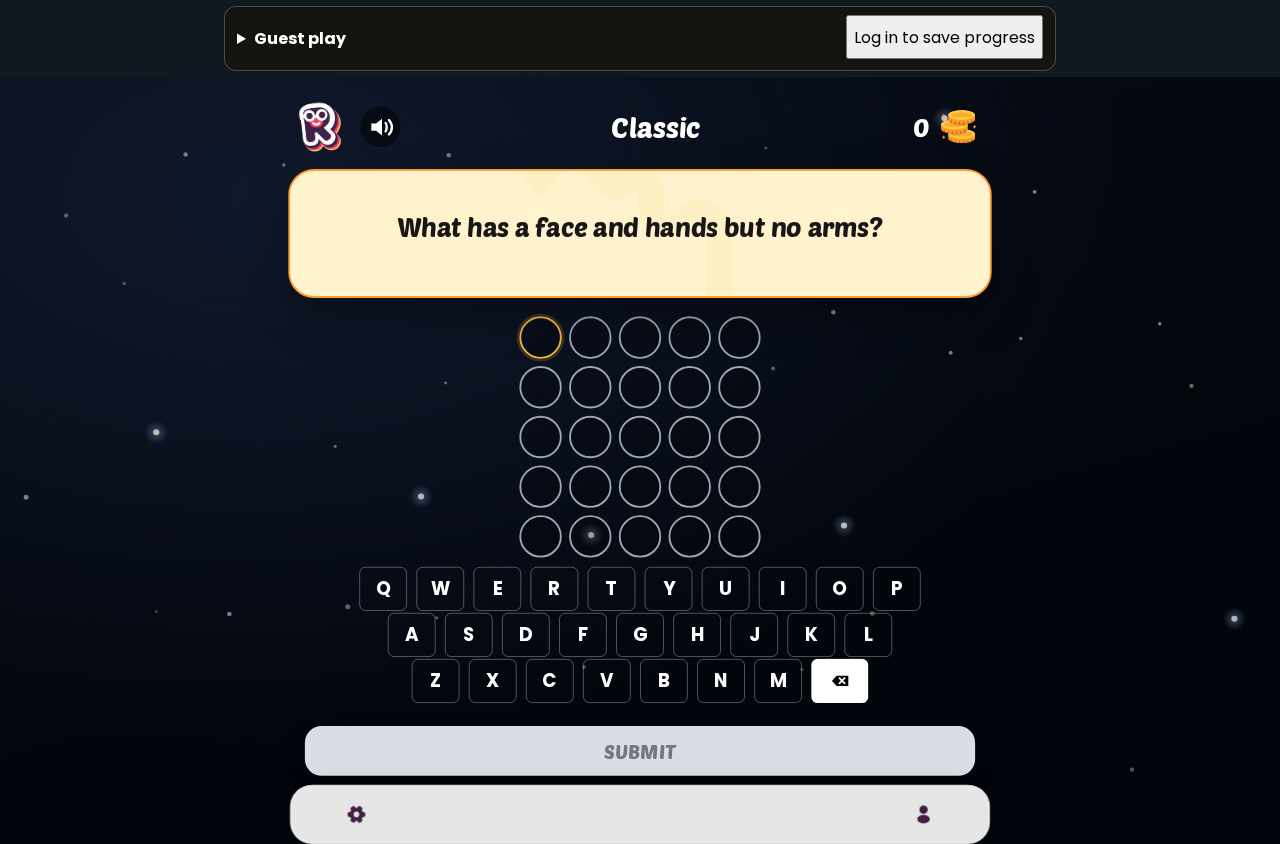 Guest play
Log in to save progress
Classic
0
What has a face and hands but no arms?
Q W E R T Y U I O P
A S D F G H J K L
Z X C V B N M
SUBMIT